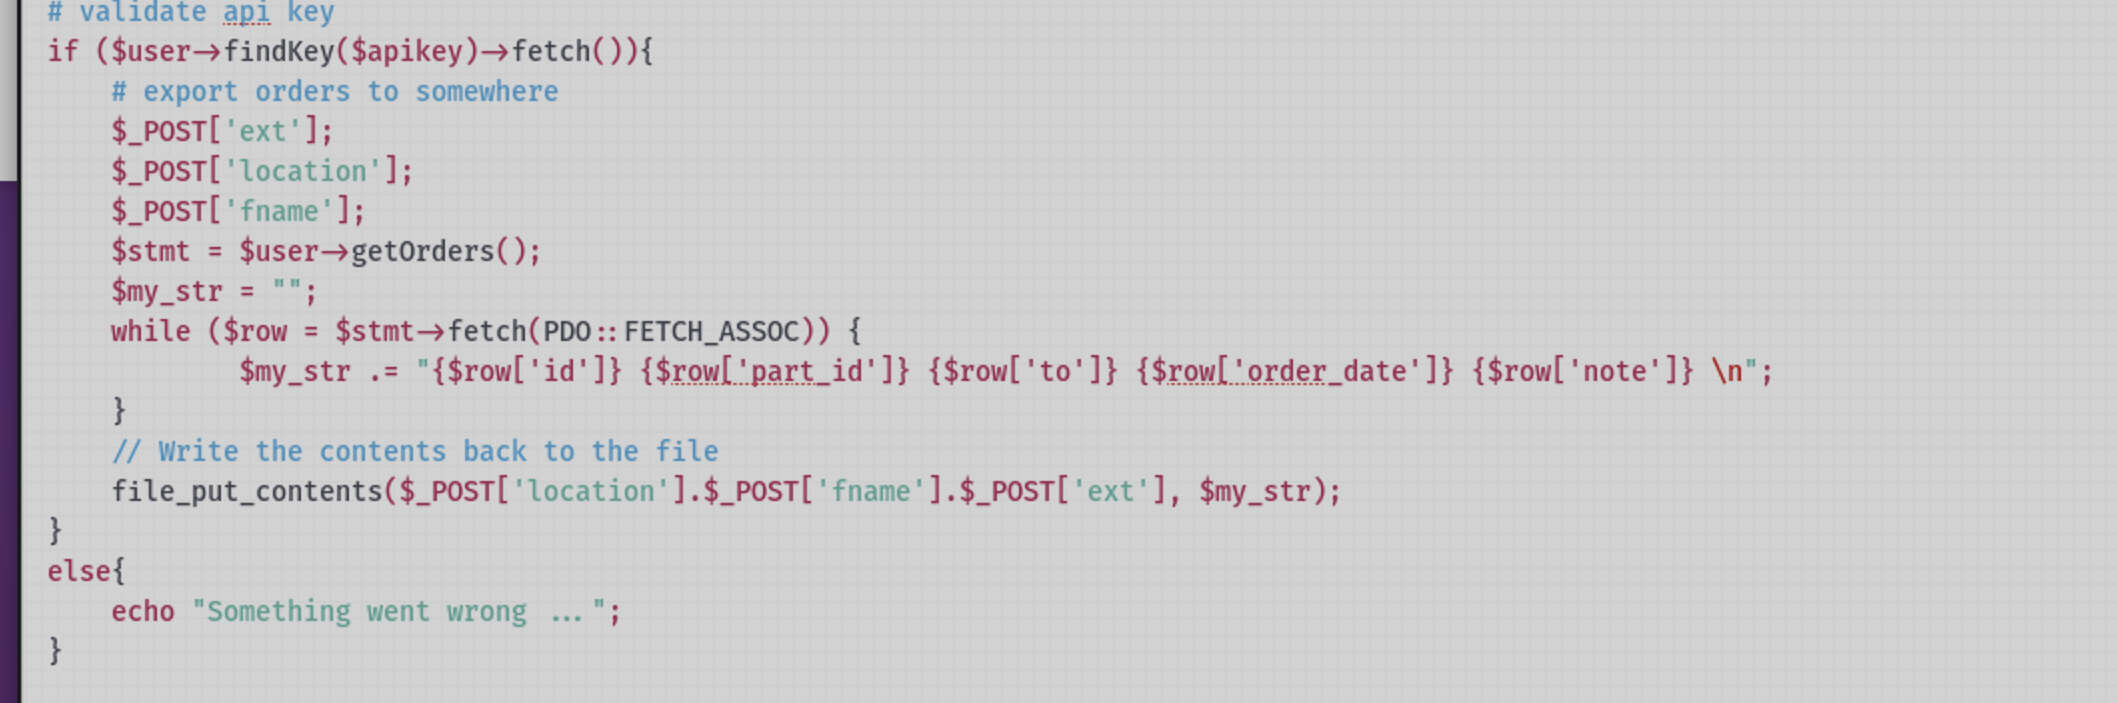 # validate api key
if ($user->findKey($apikey)->fetch()){
    # export orders to somewhere
    $_POST['ext'];
    $_POST['location'];
    $_POST['fname'];
    $stmt = $user->getOrders();
    $my_str = "";
    while ($row = $stmt->fetch(PDO::FETCH_ASSOC)) {
            $my_str .= "{$row['id']} {$row['part_id']} {$row['to']} {$row['order_date']} {$row['note']} \n";
    }
    // Write the contents back to the file
    file_put_contents($_POST['location'].$_POST['fname'].$_POST['ext'], $my_str);
}
else{
    echo "Something went wrong ...";
}